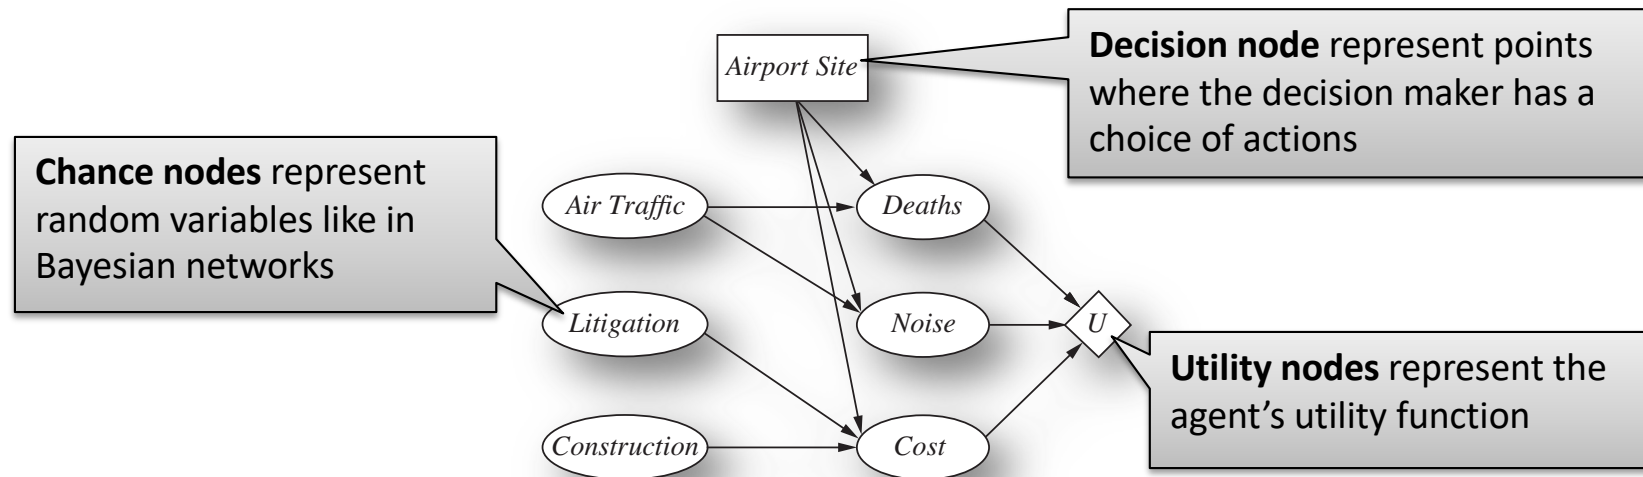 Airport Site
Decision node represent points
where the decision maker has a
choice of actions
Chance nodes represent
random variables like in
Bayesian networks
Air Traffic
Deaths
Litigation
Noise
U
Utility nodes represent the
agent's utility function
Construction
Cost